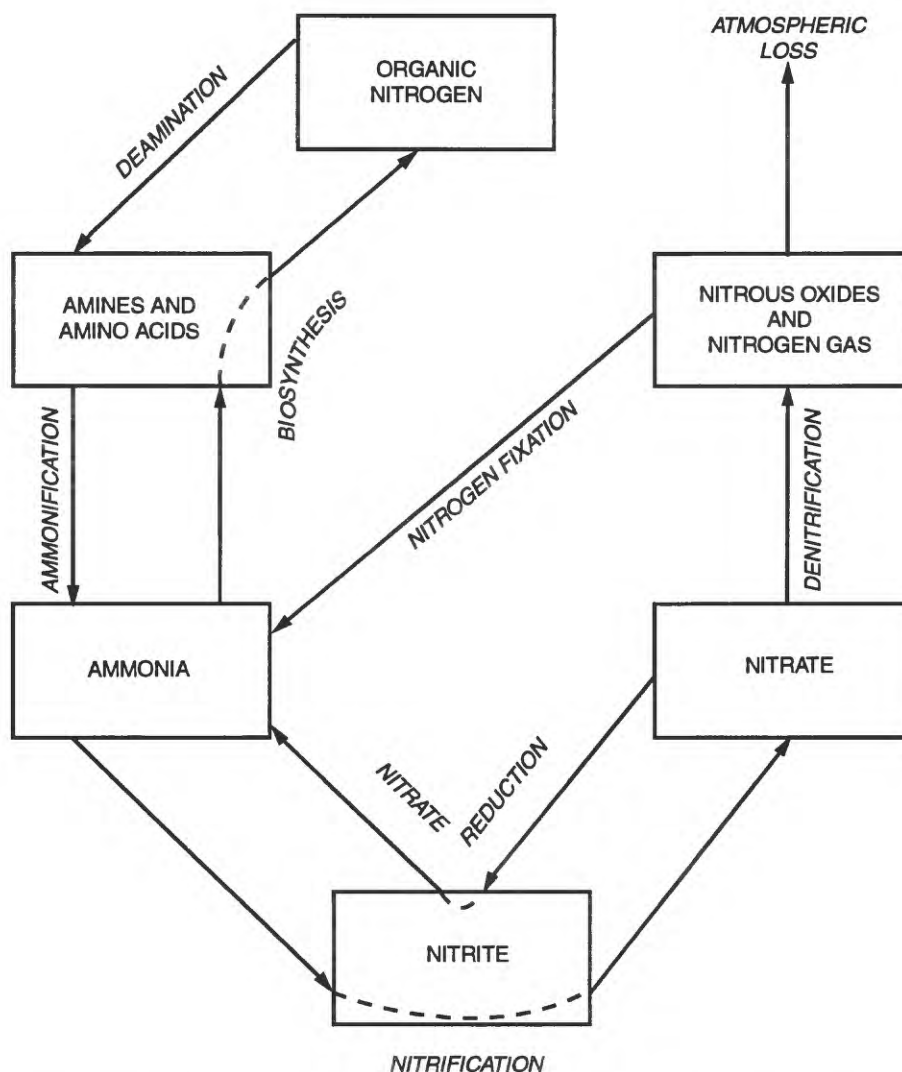 ATMOSPHERIC
LOSS
ORGANIC
NITROGEN
DEAMINATION
AMINES AND
AMINO ACIDS
BIOSYNTHESIS
NITROUS OXIDES
AND
NITROGEN GAS
AMMONIFICATION
NITROGEN FIXATION
DENITRIFICATION
AMMONIA
NITRATE
NITRATE
REDUCTION
NITRITE
NITRIFICATION